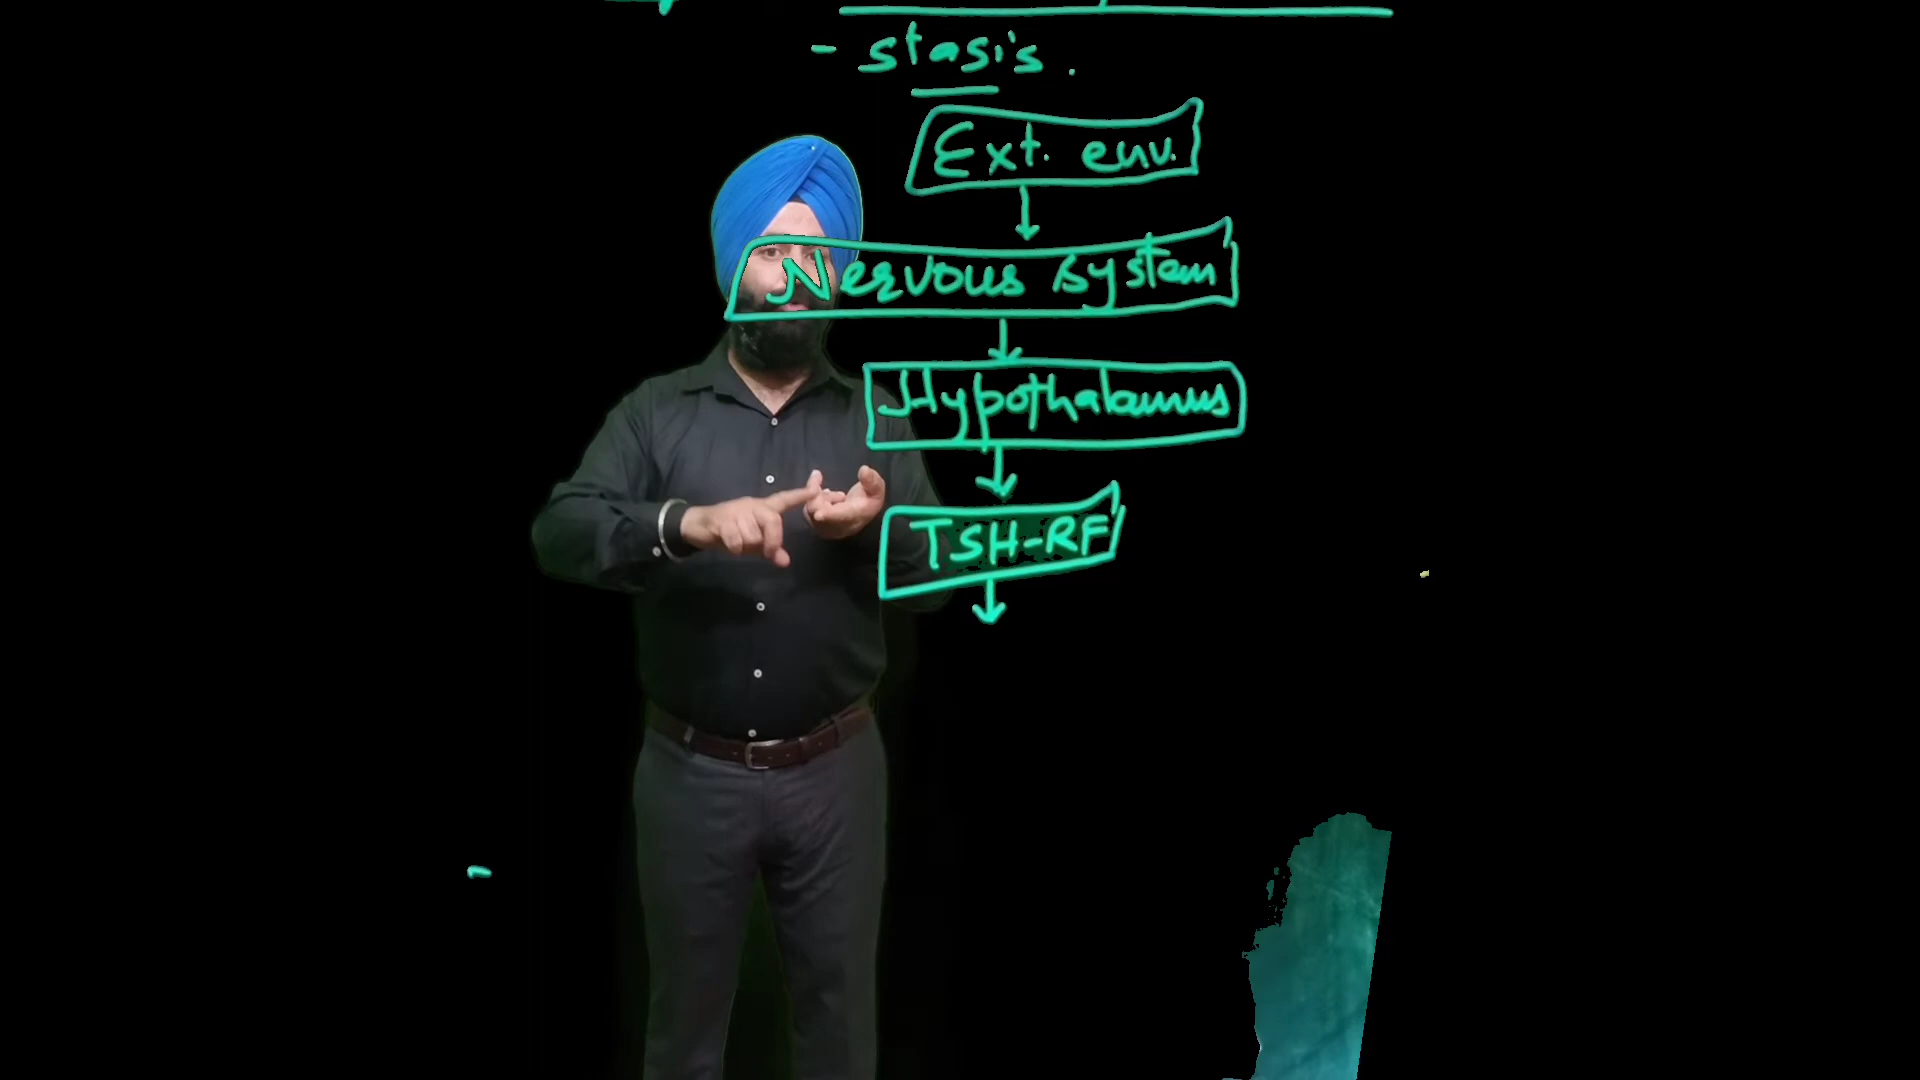 - stasis.
Ext. env.
Nervous system
Hypothalamus
TSH-RF